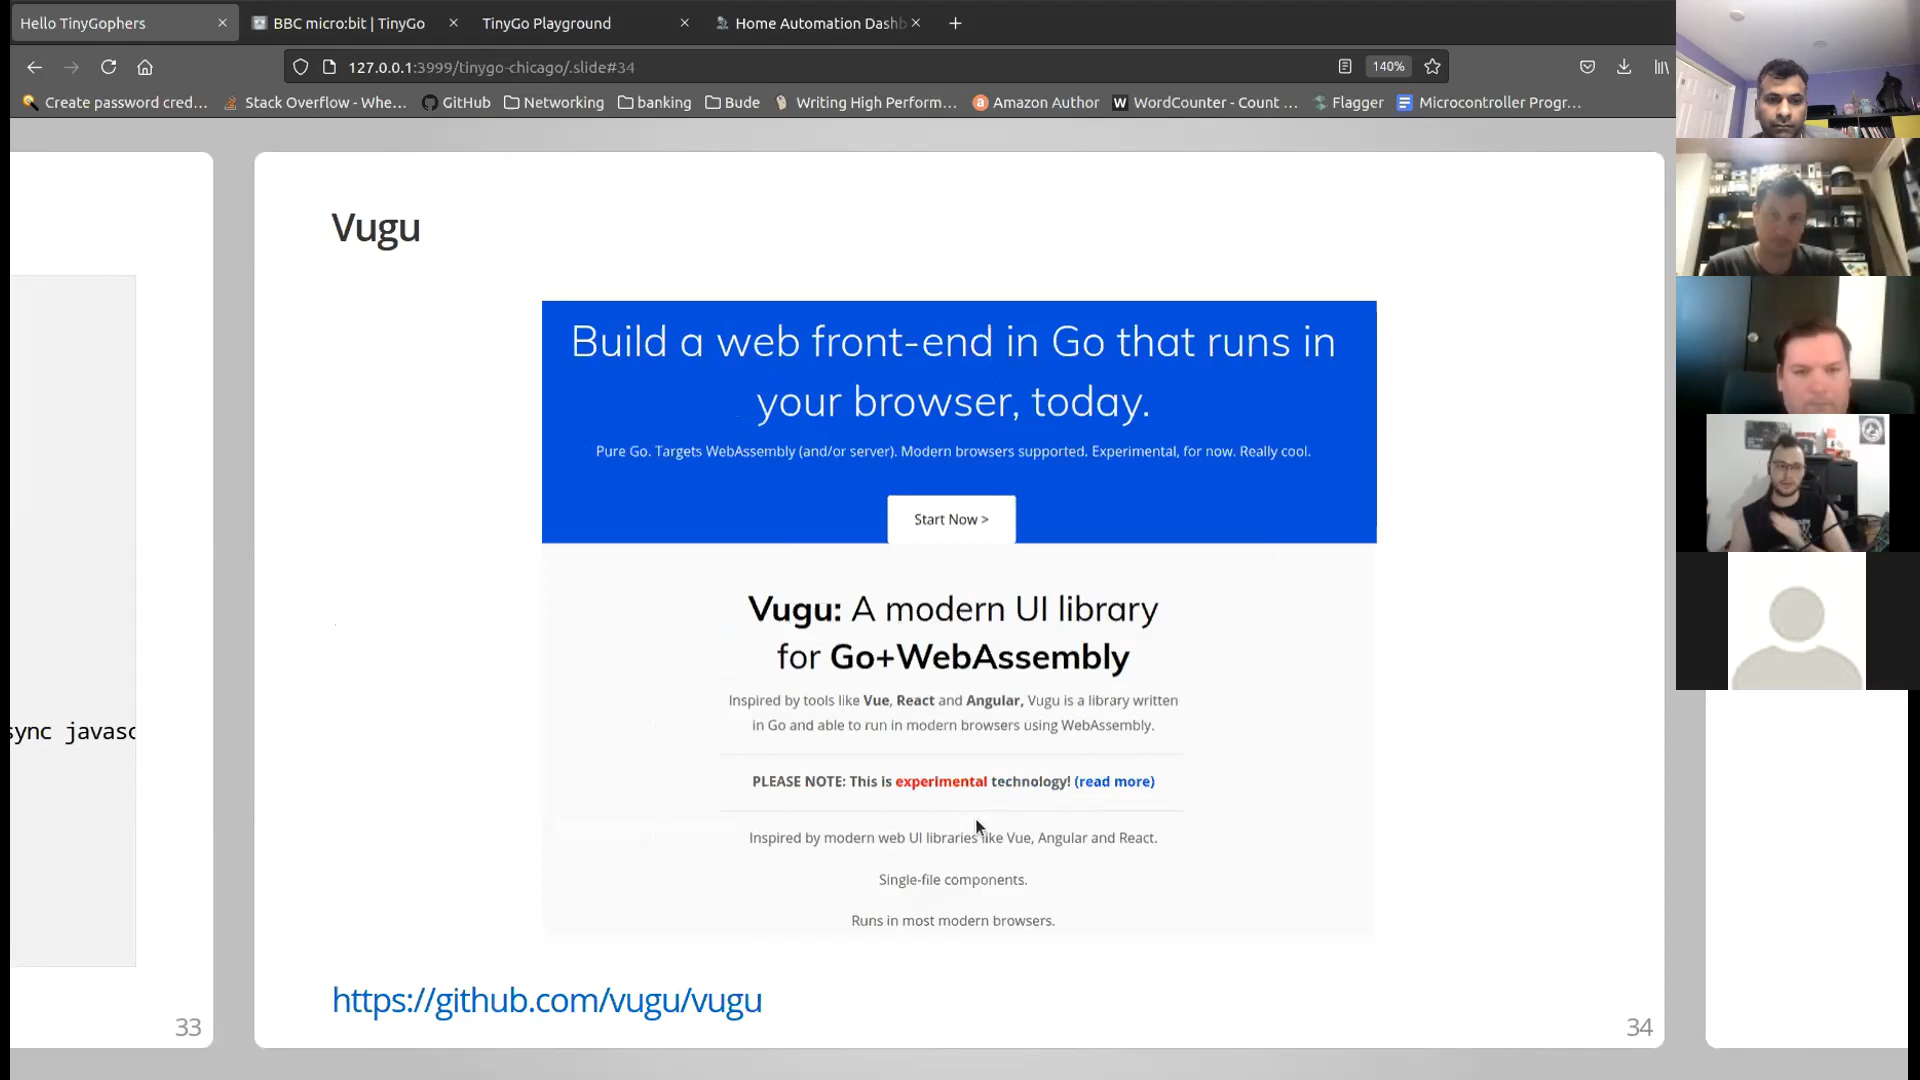 Hello TinyGophers
BBC micro:bit | TinyGo
TinyGo Playground
Home Automation Dashb
127.0.0.1:3999/tinygo-chicago/.slide#34
140%
Create password cred...
Stack Overflow - Whe...
GitHub
Networking
banking
Bude
Writing High Perform...
Amazon Author
WordCounter - Count ...
Flagger
Microcontroller Progr...
Vugu
Build a web front-end in Go that runs in
your browser, today.
Pure Go. Targets WebAssembly (and/or server). Modern browsers supported. Experimental, for now. Really cool.
Start Now >
Vugu: A modern UI library
for Go+WebAssembly
Inspired by tools like Vue, React and Angular, Vugu is a library written
in Go and able to run in modern browsers using WebAssembly.
PLEASE NOTE: This is experimental technology! (read more)
Inspired by modern web UI libraries like Vue, Angular and React.
Single-file components.
Runs in most modern browsers.
https://github.com/vugu/vugu
sync javasc
33
34